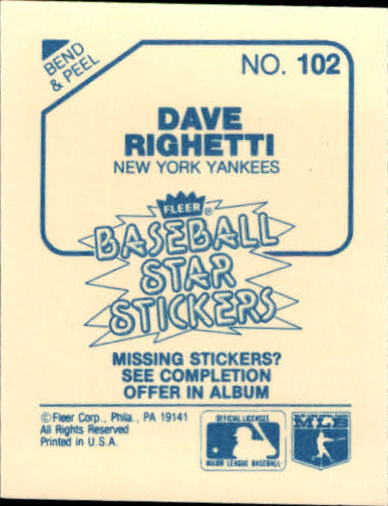 BEND
& PEEL
NO. 102
DAVE
RIGHETTI
NEW YORK YANKEES
FLEER®
BASEBALL
STAR
STICKERS
MISSING STICKERS?
SEE COMPLETION
OFFER IN ALBUM
© Fleer Corp., Phila., PA 19141
All Rights Reserved
Printed in U.S.A.
OFFICIAL LICENSEE
MAJOR LEAGUE BASEBALL